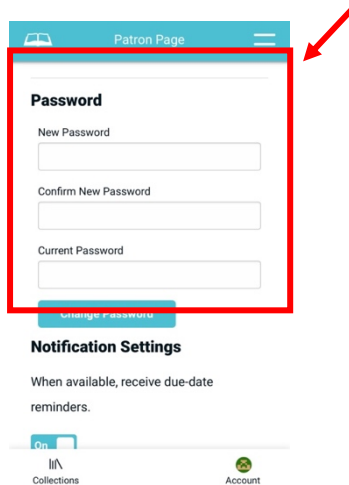 Patron Page
Password
New Password
Confirm New Password
Current Password
Change Password
Notification Settings
When available, receive due-date
reminders.
On
Collections
Account